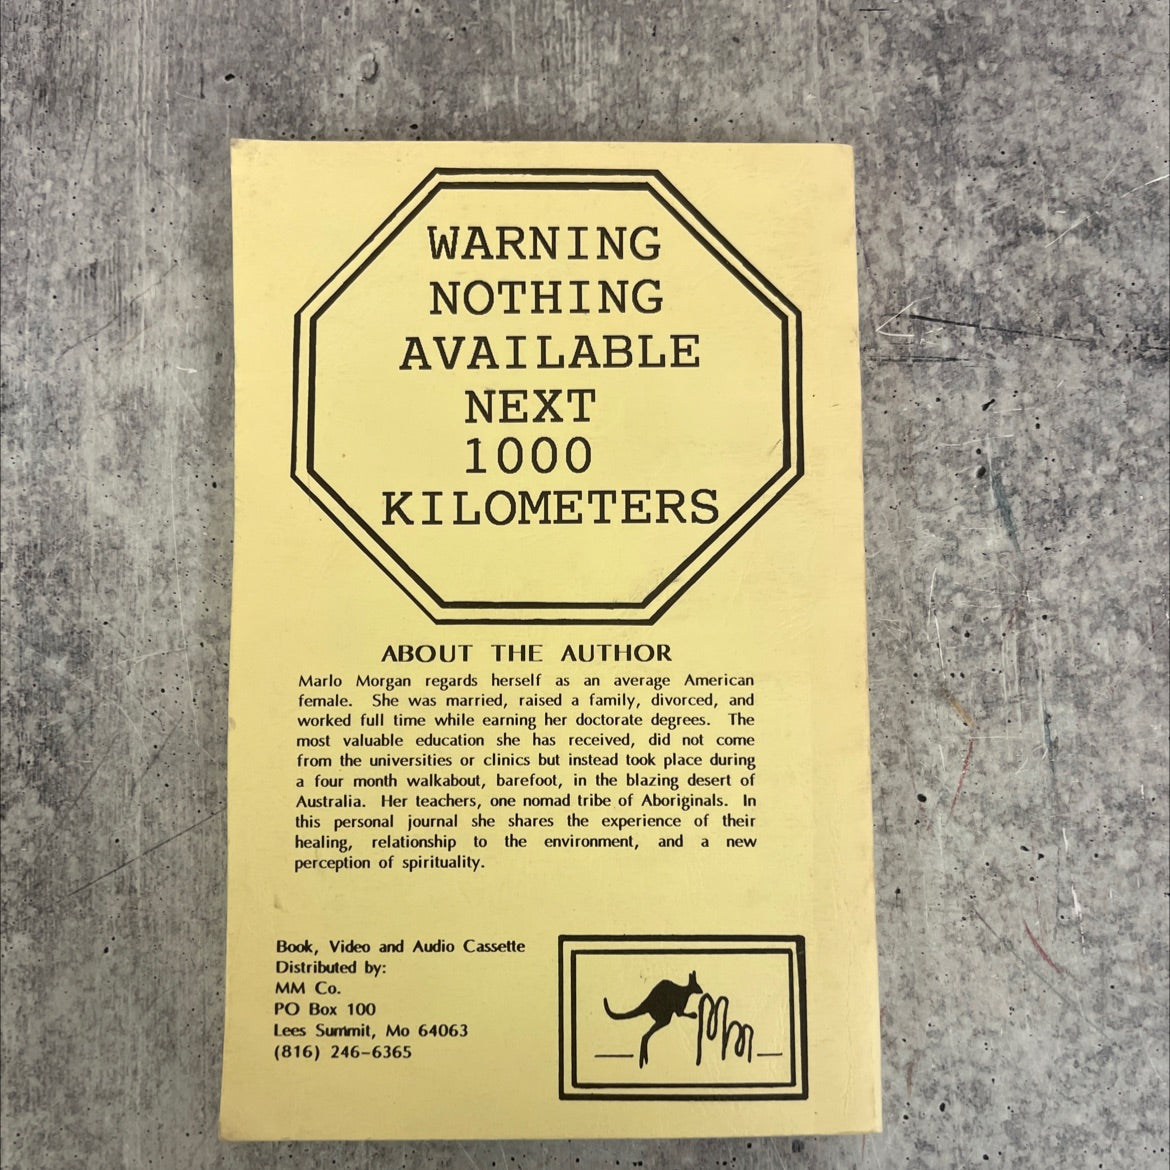 WARNING
NOTHING
AVAILABLE
NEXT
1000
KILOMETERS
ABOUT THE AUTHOR
Marlo Morgan regards herself as an average American
female. She was married, raised a family, divorced, and
worked full time while earning her doctorate degrees. The
most valuable education she has received, did not come
from the universities or clinics but instead took place during
a four month walkabout, barefoot, in the blazing desert of
Australia. Her teachers, one nomad tribe of Aboriginals. In
this personal journal she shares the experience of their
healing, relationship to the environment, and a new
perception of spirituality.
Book, Video and Audio Cassette
Distributed by:
MM Co.
PO Box 100
Lees Summit, Mo 64063
(816) 246-6365
Mm